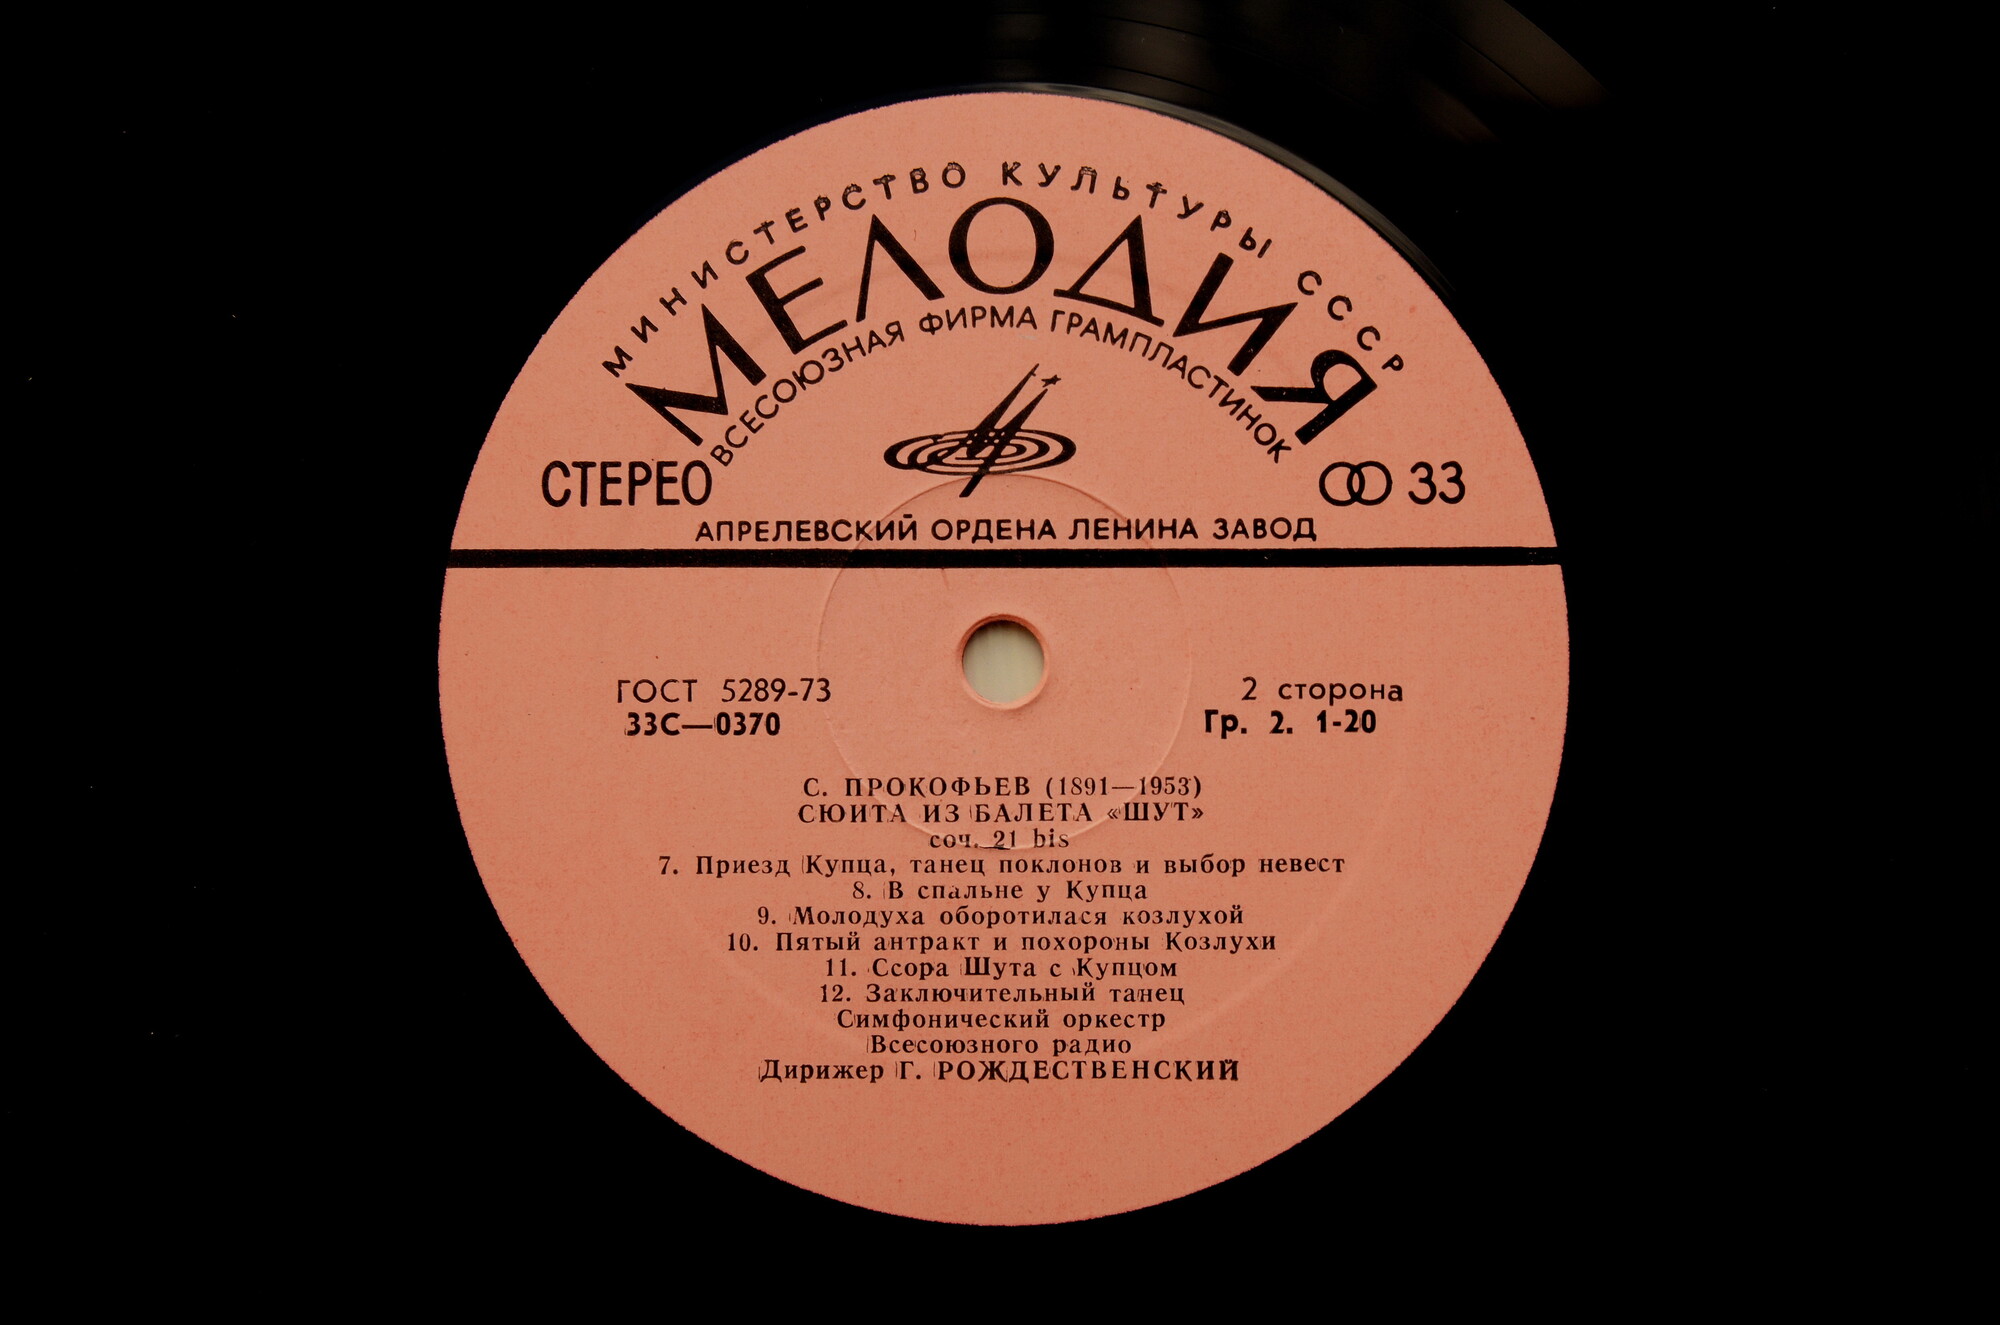 МИНИСТЕРСТВО КУЛЬТУРЫ СССР
МЕЛОДИЯ
ВСЕСОЮЗНАЯ ФИРМА ГРАМПЛАСТИНОК
СТЕРЕО 33
АПРЕЛЕВСКИЙ ОРДЕНА ЛЕНИНА ЗАВОД
ГОСТ 5289-73 2 сторона
33С—0370 Гр. 2. 1-20
С. ПРОКОФЬЕВ (1891—1953)
СЮИТА ИЗ БАЛЕТА «ШУТ»
соч. 21 bis
7. Приезд Купца, танец поклонов и выбор невест
8. В спальне у Купца
9. Молодуха оборотилася козлухой
10. Пятый антракт и похороны Козлухи
11. Ссора Шута с Купцом
12. Заключительный танец
Симфонический оркестр
Всесоюзного радио
Дирижер Г. РОЖДЕСТВЕНСКИЙ